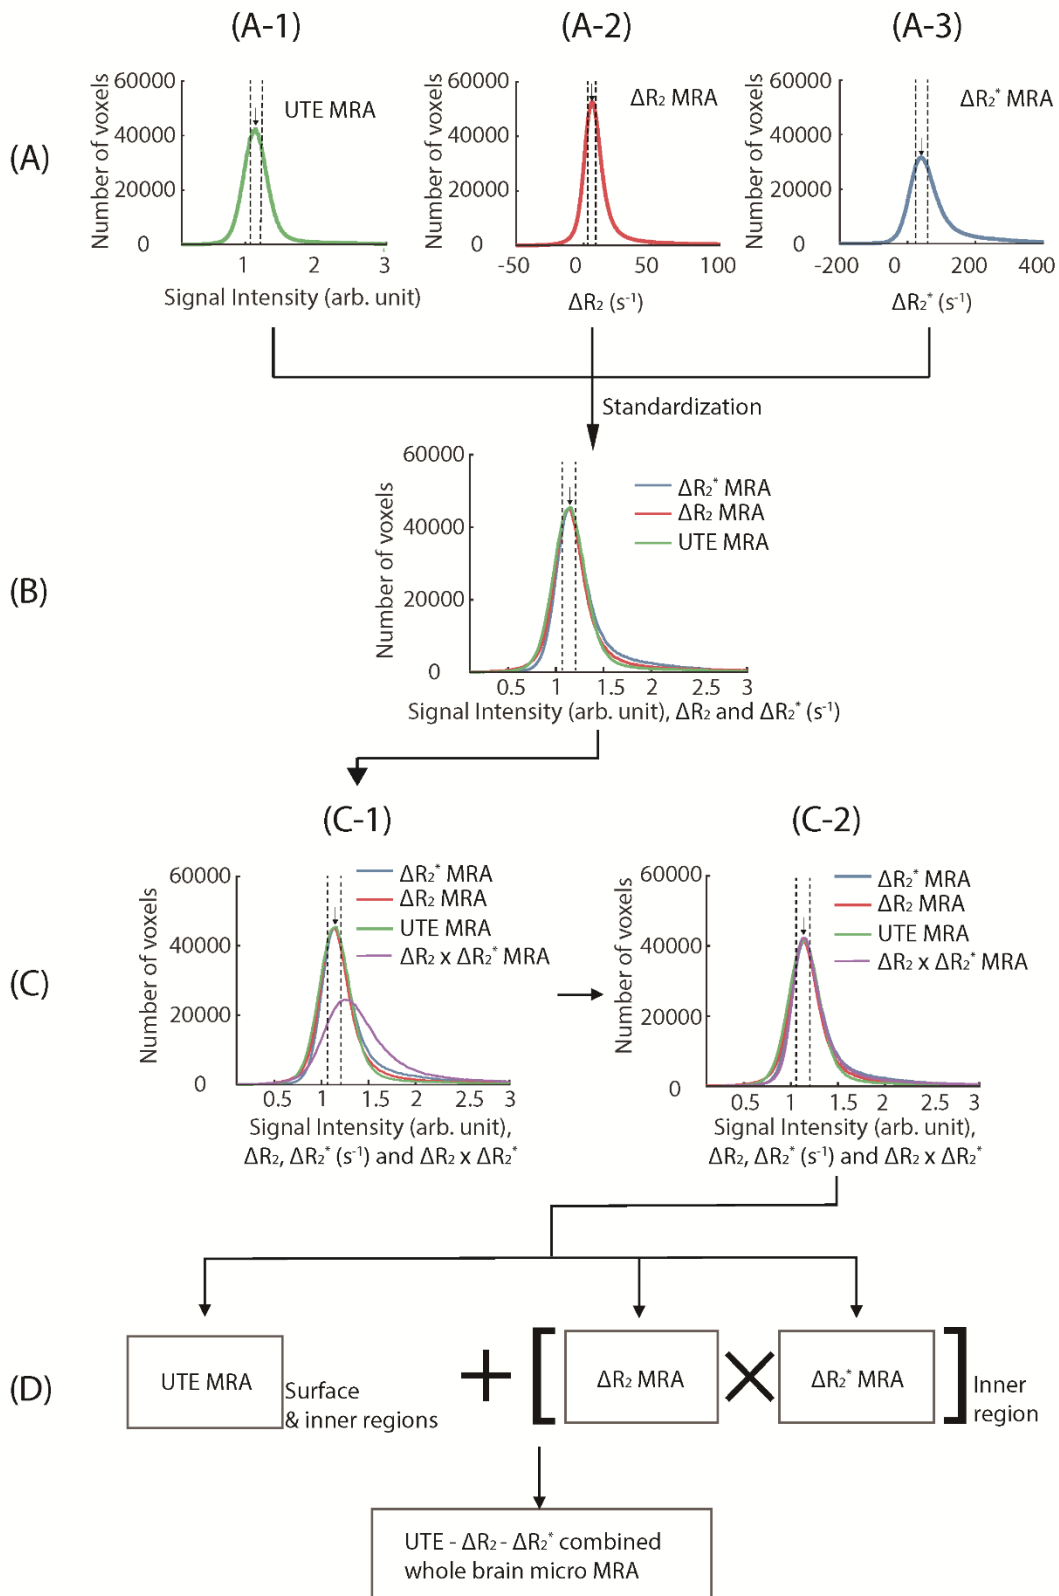 (A-1)
(A-2)
(A-3)
(A)
Number of voxels
60000
40000
20000
0
UTE MRA
1
2
3
Signal Intensity (arb. unit)
Number of voxels
60000
40000
20000
0
ΔR₂ MRA
-50
0
50
100
ΔR₂ (s⁻¹)
Number of voxels
60000
40000
20000
0
ΔR₂* MRA
-200
0
200
400
ΔR₂* (s⁻¹)
Standardization
(B)
Number of voxels
60000
40000
20000
0
ΔR₂* MRA
ΔR₂ MRA
UTE MRA
0.5
1
1.5
2
2.5
3
Signal Intensity (arb. unit), ΔR₂ and ΔR₂* (s⁻¹)
(C-1)
(C-2)
(C)
Number of voxels
60000
40000
20000
0
ΔR₂* MRA
ΔR₂ MRA
UTE MRA
ΔR₂ x ΔR₂* MRA
0.5
1
1.5
2
2.5
3
Signal Intensity (arb. unit),
ΔR₂, ΔR₂* (s⁻¹) and ΔR₂ x ΔR₂*
Number of voxels
60000
40000
20000
0
ΔR₂* MRA
ΔR₂ MRA
UTE MRA
ΔR₂ x ΔR₂* MRA
0.5
1
1.5
2
2.5
3
Signal Intensity (arb. unit),
ΔR₂, ΔR₂* (s⁻¹) and ΔR₂ x ΔR₂*
(D)
UTE MRA
Surface
& inner regions
+
[
ΔR₂ MRA
×
ΔR₂* MRA
]
Inner
region
UTE - ΔR₂ - ΔR₂* combined
whole brain micro MRA